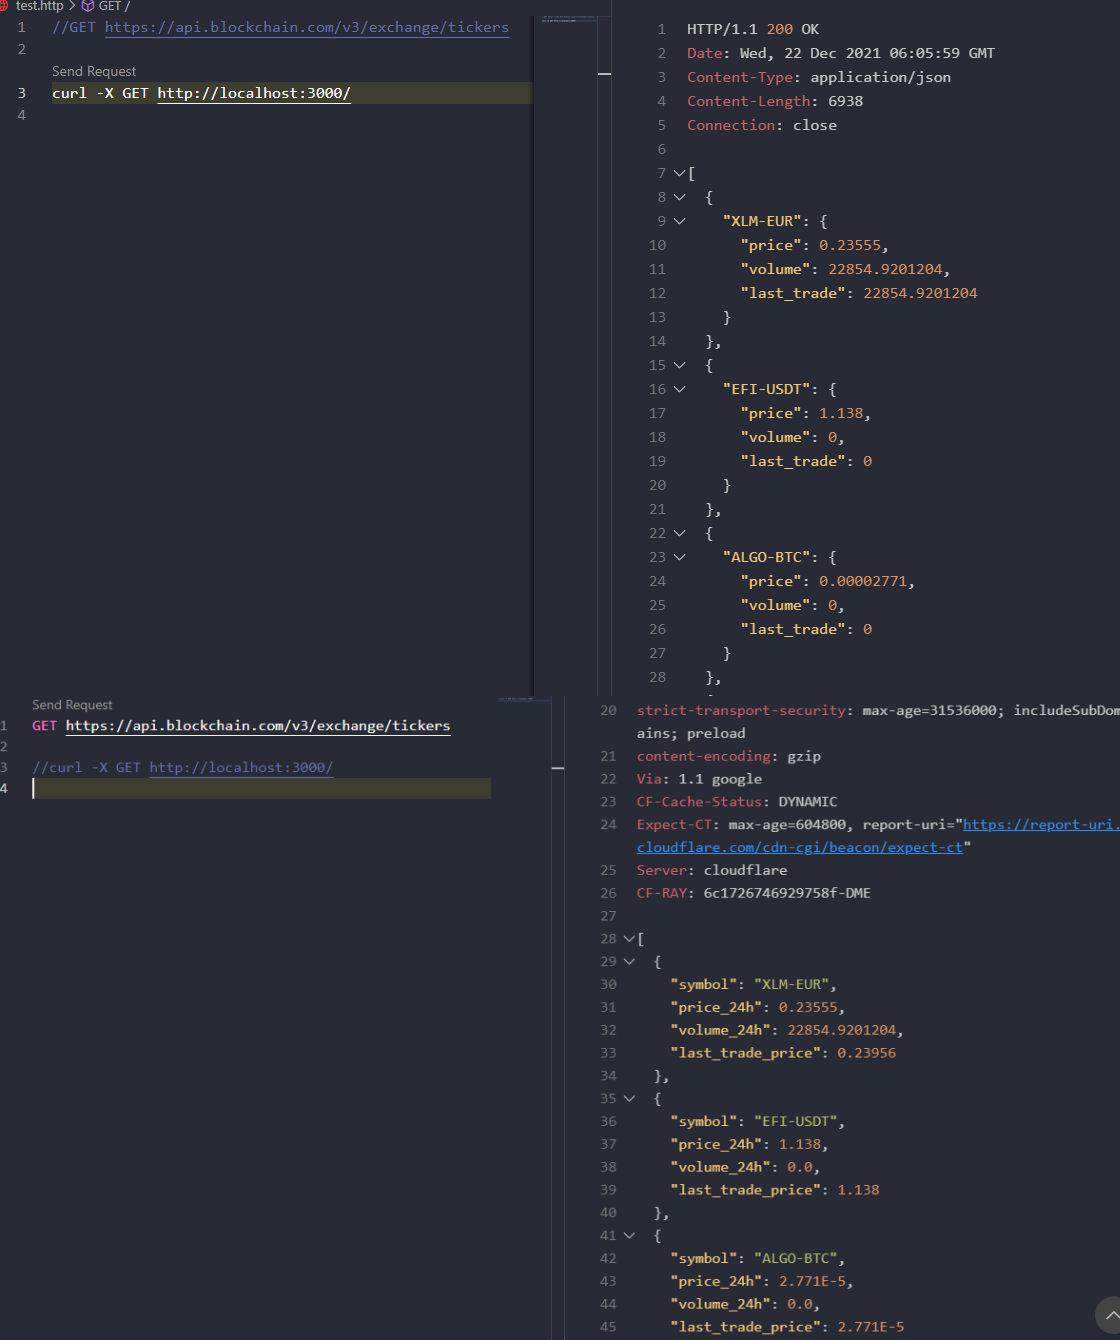 test.http > GET /
1 //GET https://api.blockchain.com/v3/exchange/tickers
2
Send Request
3 curl -X GET http://localhost:3000/
4
1 HTTP/1.1 200 OK
2 Date: Wed, 22 Dec 2021 06:05:59 GMT
3 Content-Type: application/json
4 Content-Length: 6938
5 Connection: close
6
7 [
8 {
9 "XLM-EUR": {
10 "price": 0.23555,
11 "volume": 22854.9201204,
12 "last_trade": 22854.9201204
13 }
14 },
15 {
16 "EFI-USDT": {
17 "price": 1.138,
18 "volume": 0,
19 "last_trade": 0
20 }
21 },
22 {
23 "ALGO-BTC": {
24 "price": 0.00002771,
25 "volume": 0,
26 "last_trade": 0
27 }
28 },
Send Request
1 GET https://api.blockchain.com/v3/exchange/tickers
2
3 //curl -X GET http://localhost:3000/
4
20 strict-transport-security: max-age=31536000; includeSubDom
ains; preload
21 content-encoding: gzip
22 Via: 1.1 google
23 CF-Cache-Status: DYNAMIC
24 Expect-CT: max-age=604800, report-uri="https://report-uri.
cloudflare.com/cdn-cgi/beacon/expect-ct"
25 Server: cloudflare
26 CF-RAY: 6c1726746929758f-DME
27
28 [
29 {
30 "symbol": "XLM-EUR",
31 "price_24h": 0.23555,
32 "volume_24h": 22854.9201204,
33 "last_trade_price": 0.23956
34 },
35 {
36 "symbol": "EFI-USDT",
37 "price_24h": 1.138,
38 "volume_24h": 0.0,
39 "last_trade_price": 1.138
40 },
41 {
42 "symbol": "ALGO-BTC",
43 "price_24h": 2.771E-5,
44 "volume_24h": 0.0,
45 "last_trade_price": 2.771E-5